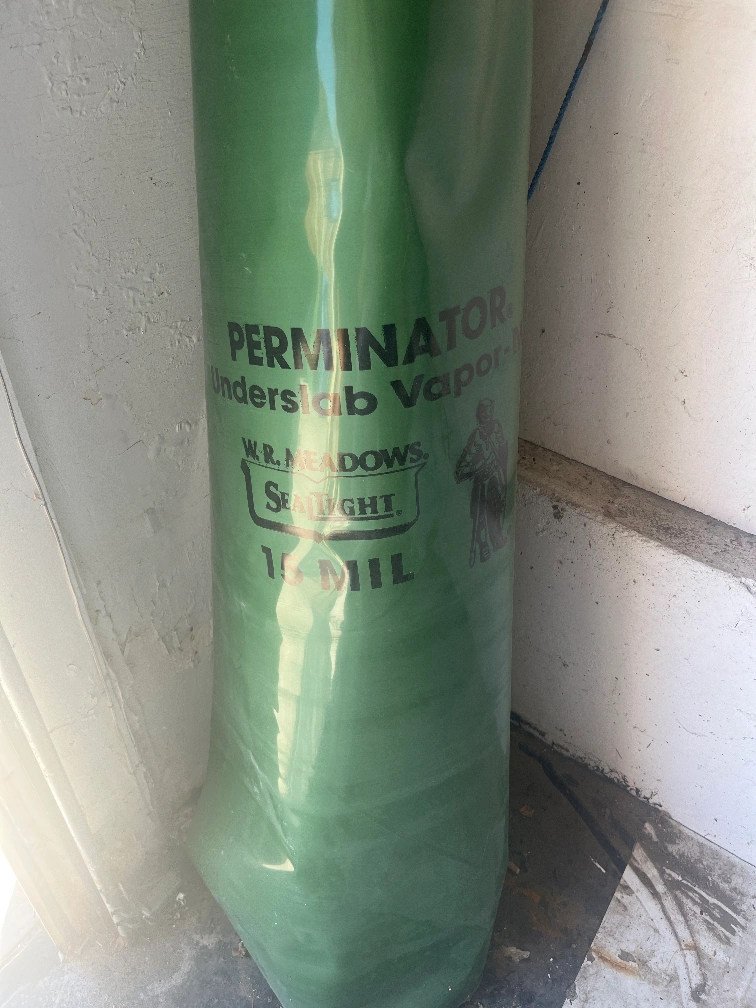 PERMINATOR®
Underslab Vapor-
W. R. MEADOWS®
SEALTIGHT®
15 MIL